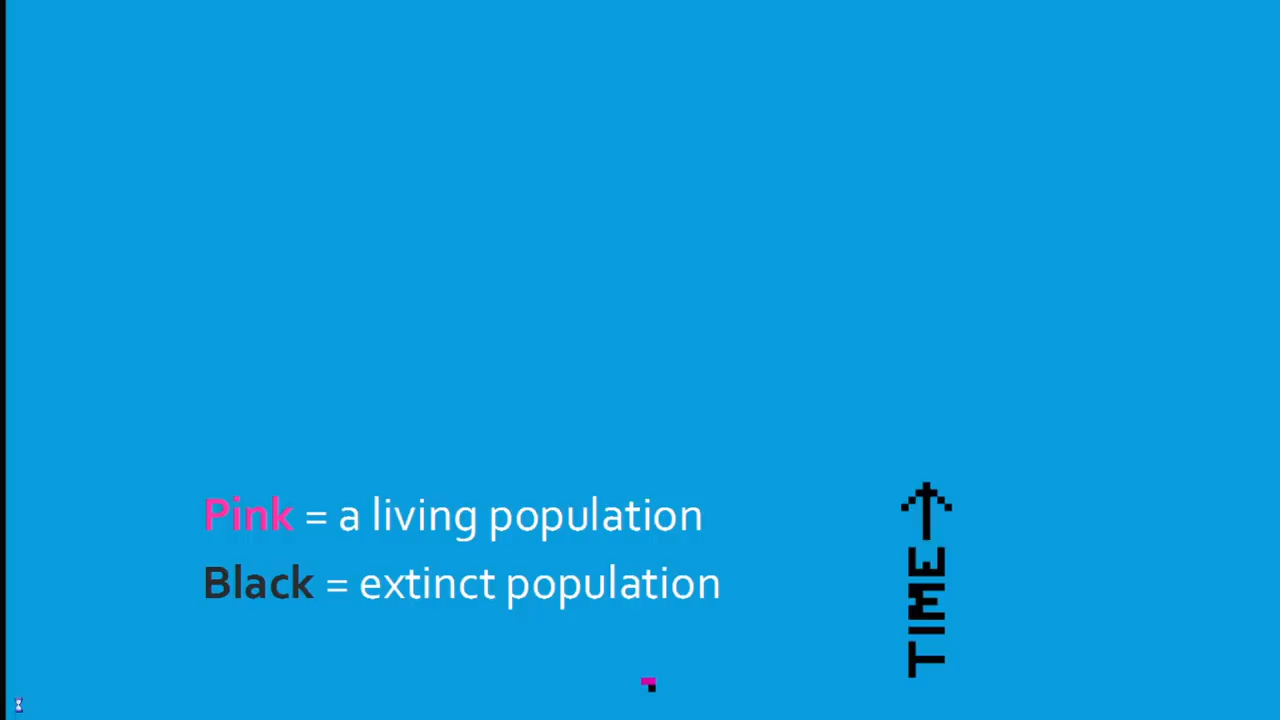 Pink = a living population
Black = extinct population
TIME